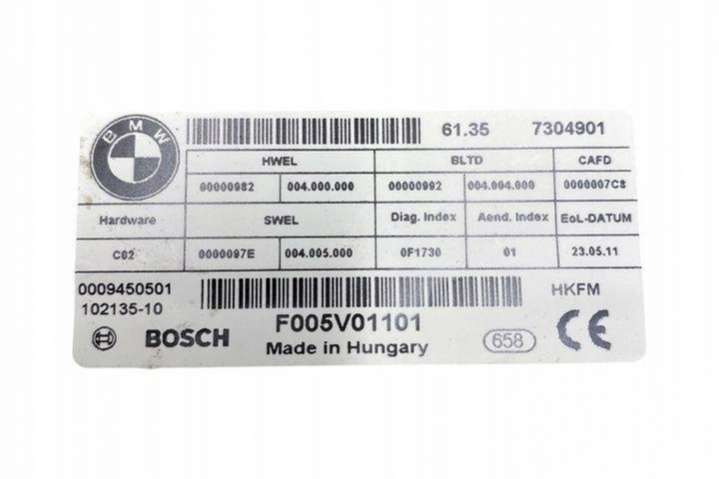 BMW
61.35 7304901
HWEL BLTD CAFD
00000982 004.000.000 00000992 004.004.000 0000007C8
Hardware SWEL Diag. Index Aend. Index EoL-DATUM
C02 0000097E 004.005.000 0F1730 01 23.05.11
0009450501 HKFM
102135-10
BOSCH F005V01101 658 CE
Made in Hungary